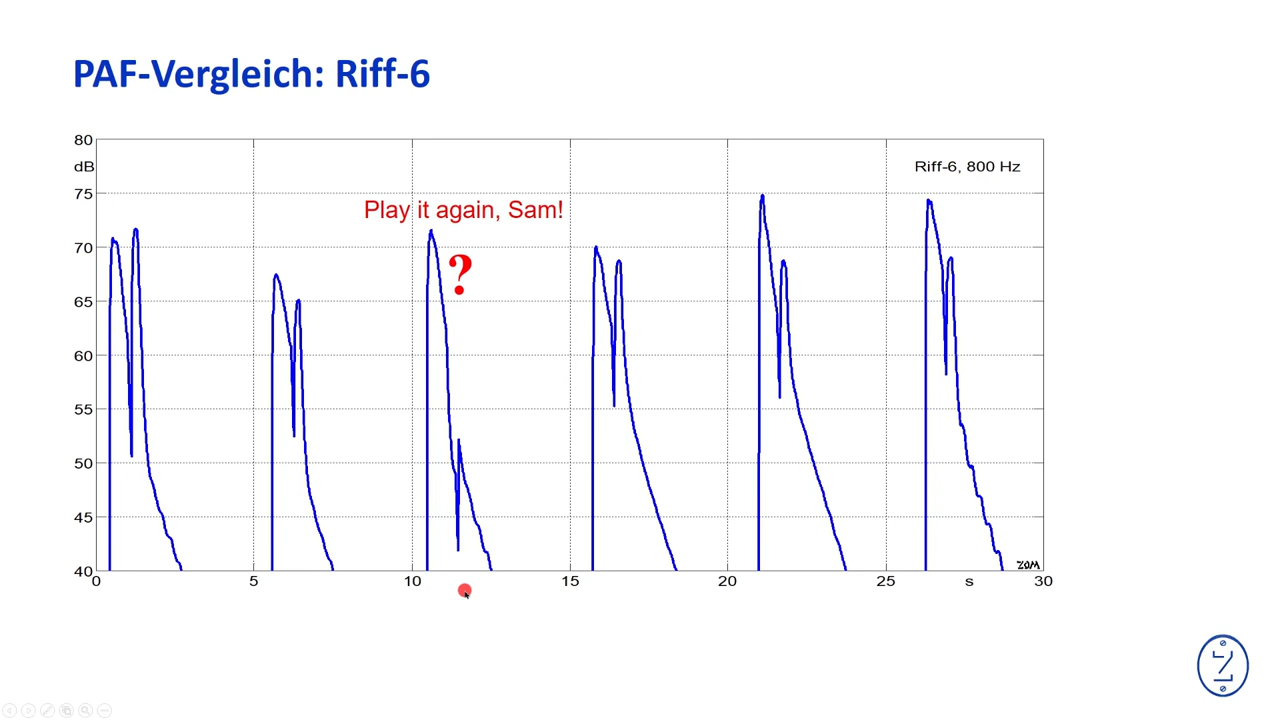 PAF-Vergleich: Riff-6
80
dB
Riff-6, 800 Hz
75
Play it again, Sam!
70
?
65
60
55
50
45
40
ZOM
0 5 10 15 20 25 s 30